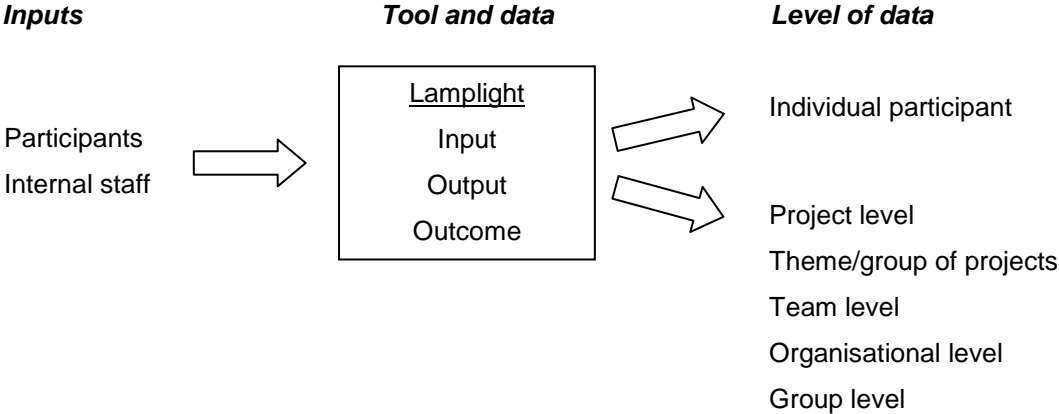 Inputs
Tool and data
Level of data
Participants
Internal staff
Lamplight
Input
Output
Outcome
Individual participant
Project level
Theme/group of projects
Team level
Organisational level
Group level